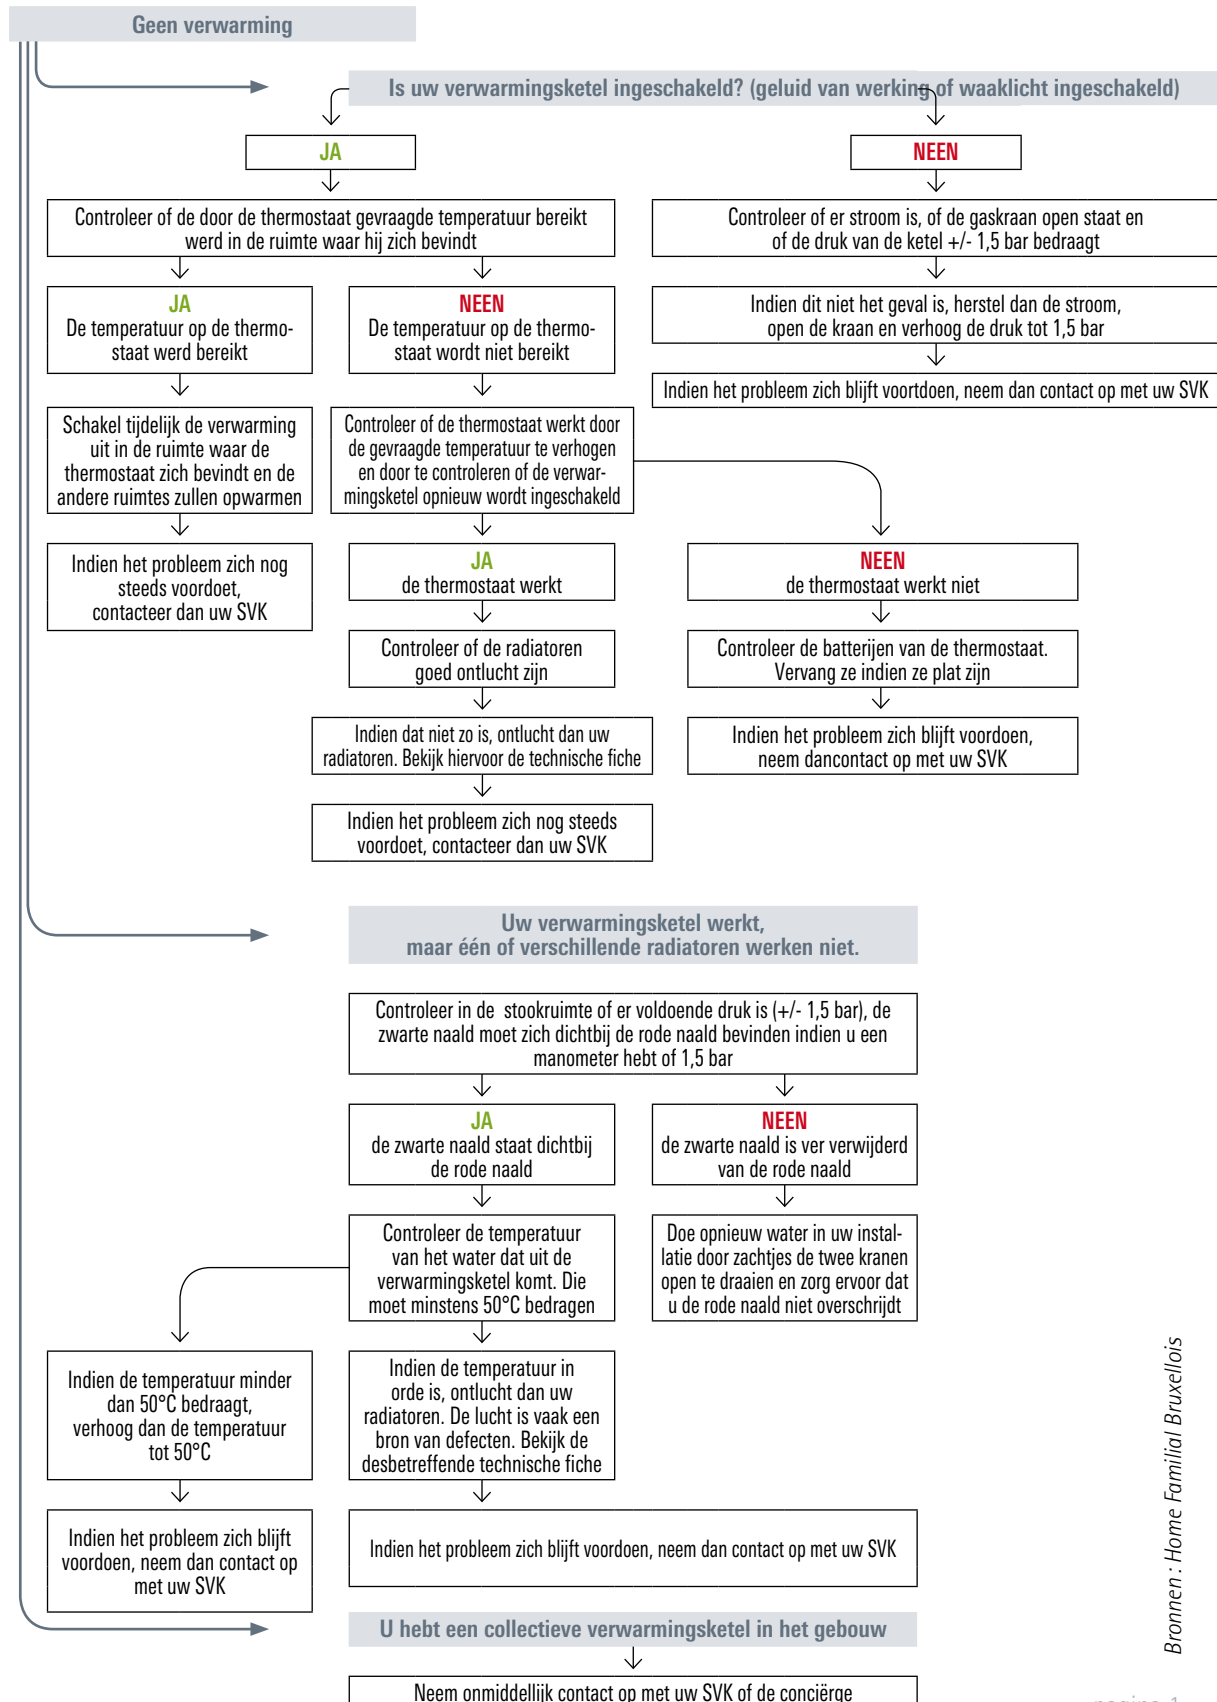 Geen verwarming
Is uw verwarmingsketel ingeschakeld? (geluid van werking of waaklicht ingeschakeld)
JA
NEEN
Controleer of de door de thermostaat gevraagde temperatuur bereikt
werd in de ruimte waar hij zich bevindt
Controleer of er stroom is, of de gaskraan open staat en
of de druk van de ketel +/- 1,5 bar bedraagt
JA
De temperatuur op de thermo-
staat werd bereikt
NEEN
De temperatuur op de thermo-
staat wordt niet bereikt
Indien dit niet het geval is, herstel dan de stroom,
open de kraan en verhoog de druk tot 1,5 bar
Indien het probleem zich blijft voortdoen, neem dan contact op met uw SVK
Schakel tijdelijk de verwarming
uit in de ruimte waar de
thermostaat zich bevindt en de
andere ruimtes zullen opwarmen
Controleer of de thermostaat werkt door
de gevraagde temperatuur te verhogen
en door te controleren of de verwar-
mingsketel opnieuw wordt ingeschakeld
Indien het probleem zich nog
steeds voordoet,
contacteer dan uw SVK
JA
de thermostaat werkt
NEEN
de thermostaat werkt niet
Controleer of de radiatoren
goed ontlucht zijn
Controleer de batterijen van de thermostaat.
Vervang ze indien ze plat zijn
Indien dat niet zo is, ontlucht dan uw
radiatoren. Bekijk hiervoor de technische fiche
Indien het probleem zich blijft voordoen,
neem dancontact op met uw SVK
Indien het probleem zich nog steeds
voordoet, contacteer dan uw SVK
Uw verwarmingsketel werkt,
maar één of verschillende radiatoren werken niet.
Controleer in de stookruimte of er voldoende druk is (+/- 1,5 bar), de
zwarte naald moet zich dichtbij de rode naald bevinden indien u een
manometer hebt of 1,5 bar
JA
de zwarte naald staat dichtbij
de rode naald
NEEN
de zwarte naald is ver verwijderd
van de rode naald
Controleer de temperatuur
van het water dat uit de
verwarmingsketel komt. Die
moet minstens 50°C bedragen
Doe opnieuw water in uw instal-
latie door zachtjes de twee kranen
open te draaien en zorg ervoor dat
u de rode naald niet overschrijdt
Indien de temperatuur minder
dan 50°C bedraagt,
verhoog dan de temperatuur
tot 50°C
Indien de temperatuur in
orde is, ontlucht dan uw
radiatoren. De lucht is vaak een
bron van defecten. Bekijk de
desbetreffende technische fiche
Indien het probleem zich blijft
voordoen, neem dan contact op
met uw SVK
Indien het probleem zich blijft voordoen, neem dan contact op met uw SVK
U hebt een collectieve verwarmingsketel in het gebouw
Neem onmiddellijk contact op met uw SVK of de conciërge
Bronnen : Home Familial Bruxellois
pagina 1